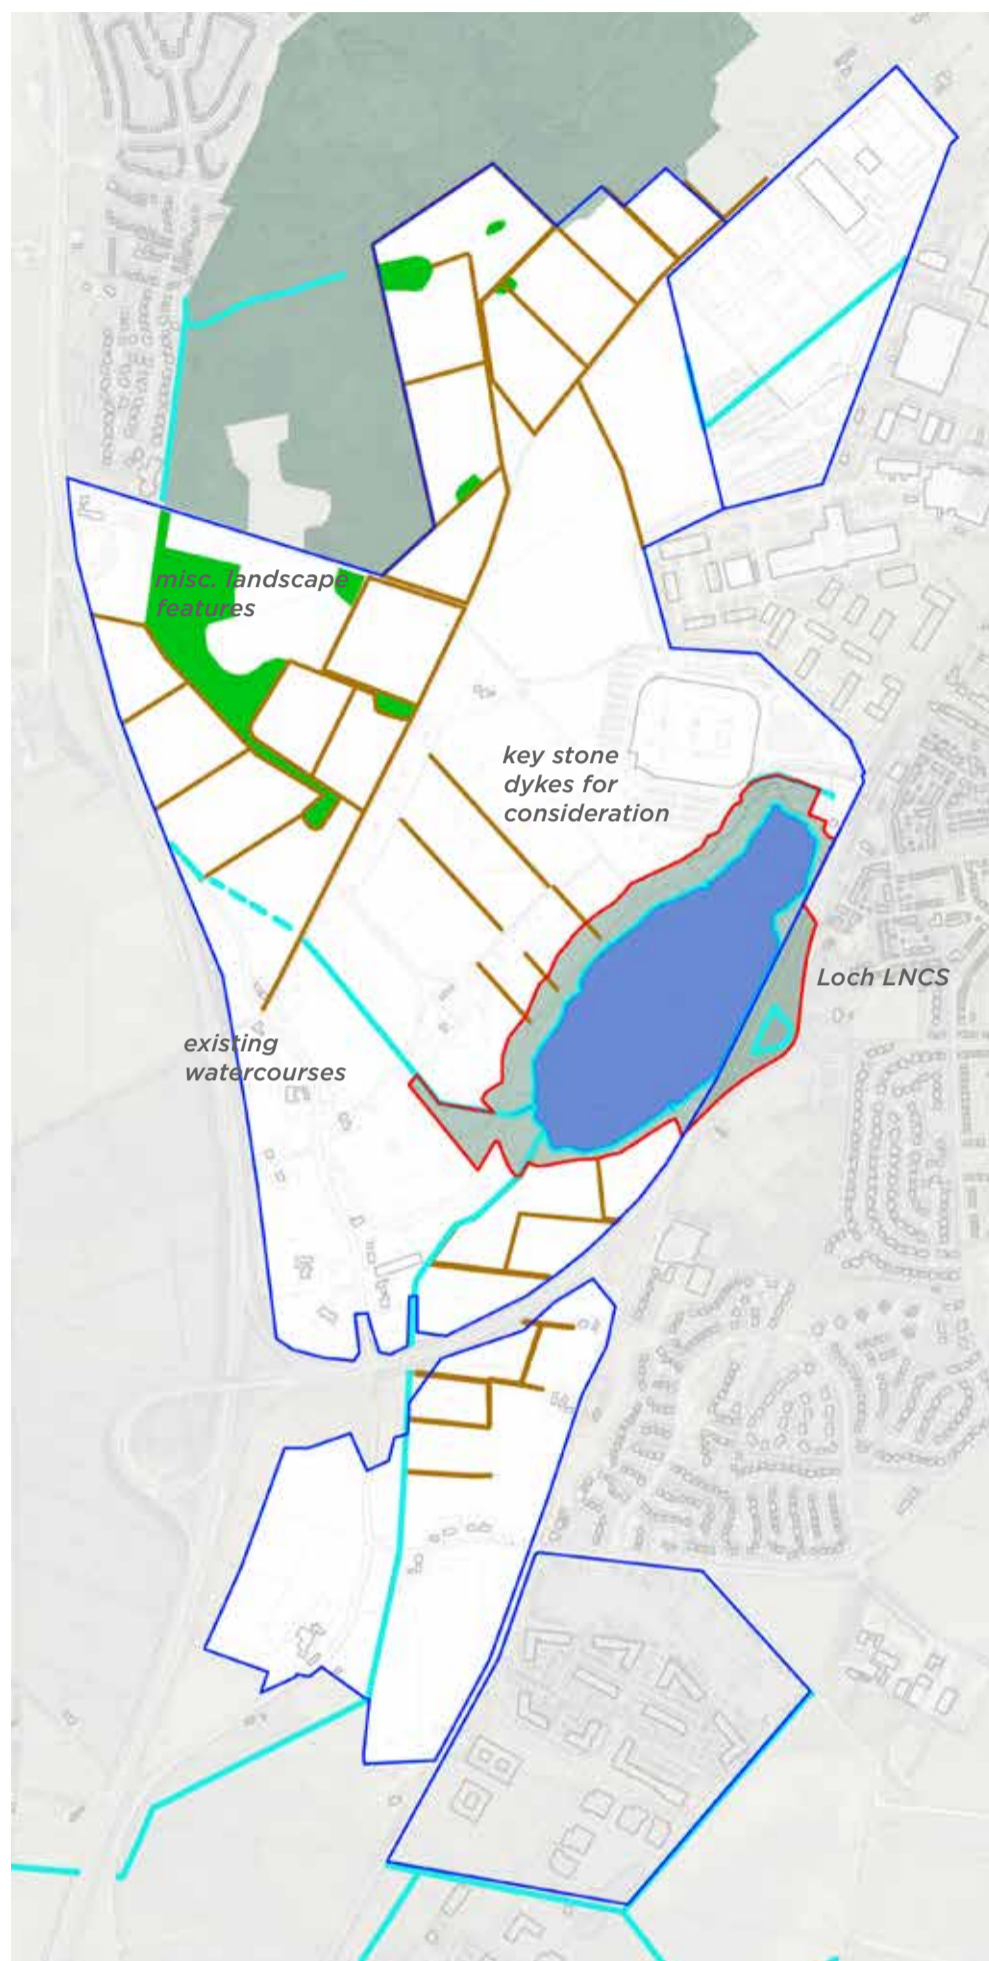 misc. landscape
features
key stone
dykes for
consideration
Loch LNCS
existing
watercourses